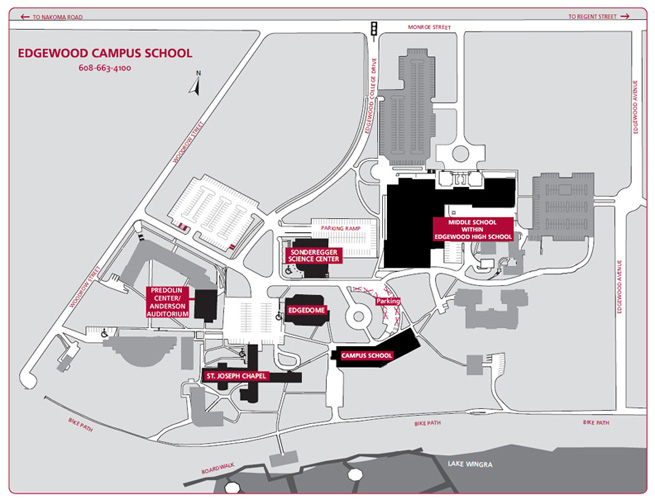 TO NAKOMA ROAD
TO REGENT STREET
MONROE STREET
EDGEWOOD CAMPUS SCHOOL
608-663-4100
N
EDGEWOOD COLLEGE DRIVE
EDGEWOOD AVENUE
WOODROW STREET
PARKING RAMP
MIDDLE SCHOOL
WITHIN
EDGEWOOD HIGH SCHOOL
SONDEREGGER
SCIENCE CENTER
WOODROW STREET
PREDOLIN
CENTER/
ANDERSON
AUDITORIUM
EDGEDOME
Parking
EDGEWOOD AVENUE
CAMPUS SCHOOL
ST. JOSEPH CHAPEL
BIKE PATH
BIKE PATH
BIKE PATH
BOARDWALK
LAKE WINGRA